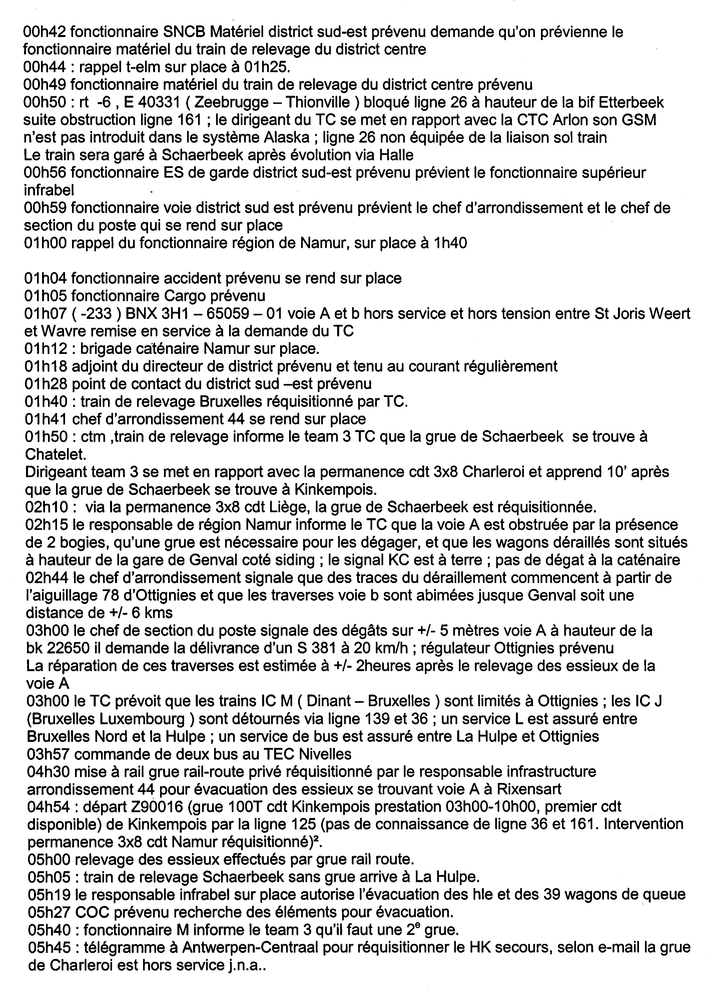 00h42 fonctionnaire SNCB Matériel district sud-est prévenu demande qu'on prévienne le
fonctionnaire matériel du train de relevage du district centre
00h44 : rappel t-elm sur place à 01h25.
00h49 fonctionnaire matériel du train de relevage du district centre prévenu
00h50 : rt -6 , E 40331 ( Zeebrugge – Thionville ) bloqué ligne 26 à hauteur de la bif Etterbeek
suite obstruction ligne 161 ; le dirigeant du TC se met en rapport avec la CTC Arlon son GSM
n'est pas introduit dans le système Alaska ; ligne 26 non équipée de la liaison sol train
Le train sera garé à Schaerbeek après évolution via Halle
00h56 fonctionnaire ES de garde district sud-est prévenu prévient le fonctionnaire supérieur
infrabel
00h59 fonctionnaire voie district sud est prévenu prévient le chef d'arrondissement et le chef de
section du poste qui se rend sur place
01h00 rappel du fonctionnaire région de Namur, sur place à 1h40
01h04 fonctionnaire accident prévenu se rend sur place
01h05 fonctionnaire Cargo prévenu
01h07 ( -233 ) BNX 3H1 – 65059 – 01 voie A et b hors service et hors tension entre St Joris Weert
et Wavre remise en service à la demande du TC
01h12 : brigade caténaire Namur sur place.
01h18 adjoint du directeur de district prévenu et tenu au courant régulièrement
01h28 point de contact du district sud –est prévenu
01h40 : train de relevage Bruxelles réquisitionné par TC.
01h41 chef d'arrondissement 44 se rend sur place
01h50 : ctm ,train de relevage informe le team 3 TC que la grue de Schaerbeek se trouve à
Chatelet.
Dirigeant team 3 se met en rapport avec la permanence cdt 3x8 Charleroi et apprend 10' après
que la grue de Schaerbeek se trouve à Kinkempois.
02h10 : via la permanence 3x8 cdt Liège, la grue de Schaerbeek est réquisitionnée.
02h15 le responsable de région Namur informe le TC que la voie A est obstruée par la présence
de 2 bogies, qu'une grue est nécessaire pour les dégager, et que les wagons déraillés sont situés
à hauteur de la gare de Genval coté siding ; le signal KC est à terre ; pas de dégat à la caténaire
02h44 le chef d'arrondissement signale que des traces du déraillement commencent à partir de
l'aiguillage 78 d'Ottignies et que les traverses voie b sont abimées jusque Genval soit une
distance de +/- 6 kms
03h00 le chef de section du poste signale des dégâts sur +/- 5 mètres voie A à hauteur de la
bk 22650 il demande la délivrance d'un S 381 à 20 km/h ; régulateur Ottignies prévenu
La réparation de ces traverses est estimée à +/- 2heures après le relevage des essieux de la
voie A
03h00 le TC prévoit que les trains IC M ( Dinant – Bruxelles ) sont limités à Ottignies ; les IC J
(Bruxelles Luxembourg ) sont détournés via ligne 139 et 36 ; un service L est assuré entre
Bruxelles Nord et la Hulpe ; un service de bus est assuré entre La Hulpe et Ottignies
03h57 commande de deux bus au TEC Nivelles
04h30 mise à rail grue rail-route privé réquisitionné par le responsable infrastructure
arrondissement 44 pour évacuation des essieux se trouvant voie A à Rixensart
04h54 : départ Z90016 (grue 100T cdt Kinkempois prestation 03h00-10h00, premier cdt
disponible) de Kinkempois par la ligne 125 (pas de connaissance de ligne 36 et 161. Intervention
permanence 3x8 cdt Namur réquisitionné)².
05h00 relevage des essieux effectués par grue rail route.
05h05 : train de relevage Schaerbeek sans grue arrive à La Hulpe.
05h19 le responsable infrabel sur place autorise l'évacuation des hle et des 39 wagons de queue
05h27 COC prévenu recherche des éléments pour évacuation.
05h40 : fonctionnaire M informe le team 3 qu'il faut une 2e grue.
05h45 : télégramme à Antwerpen-Centraal pour réquisitionner le HK secours, selon e-mail la grue
de Charleroi est hors service j.n.a..